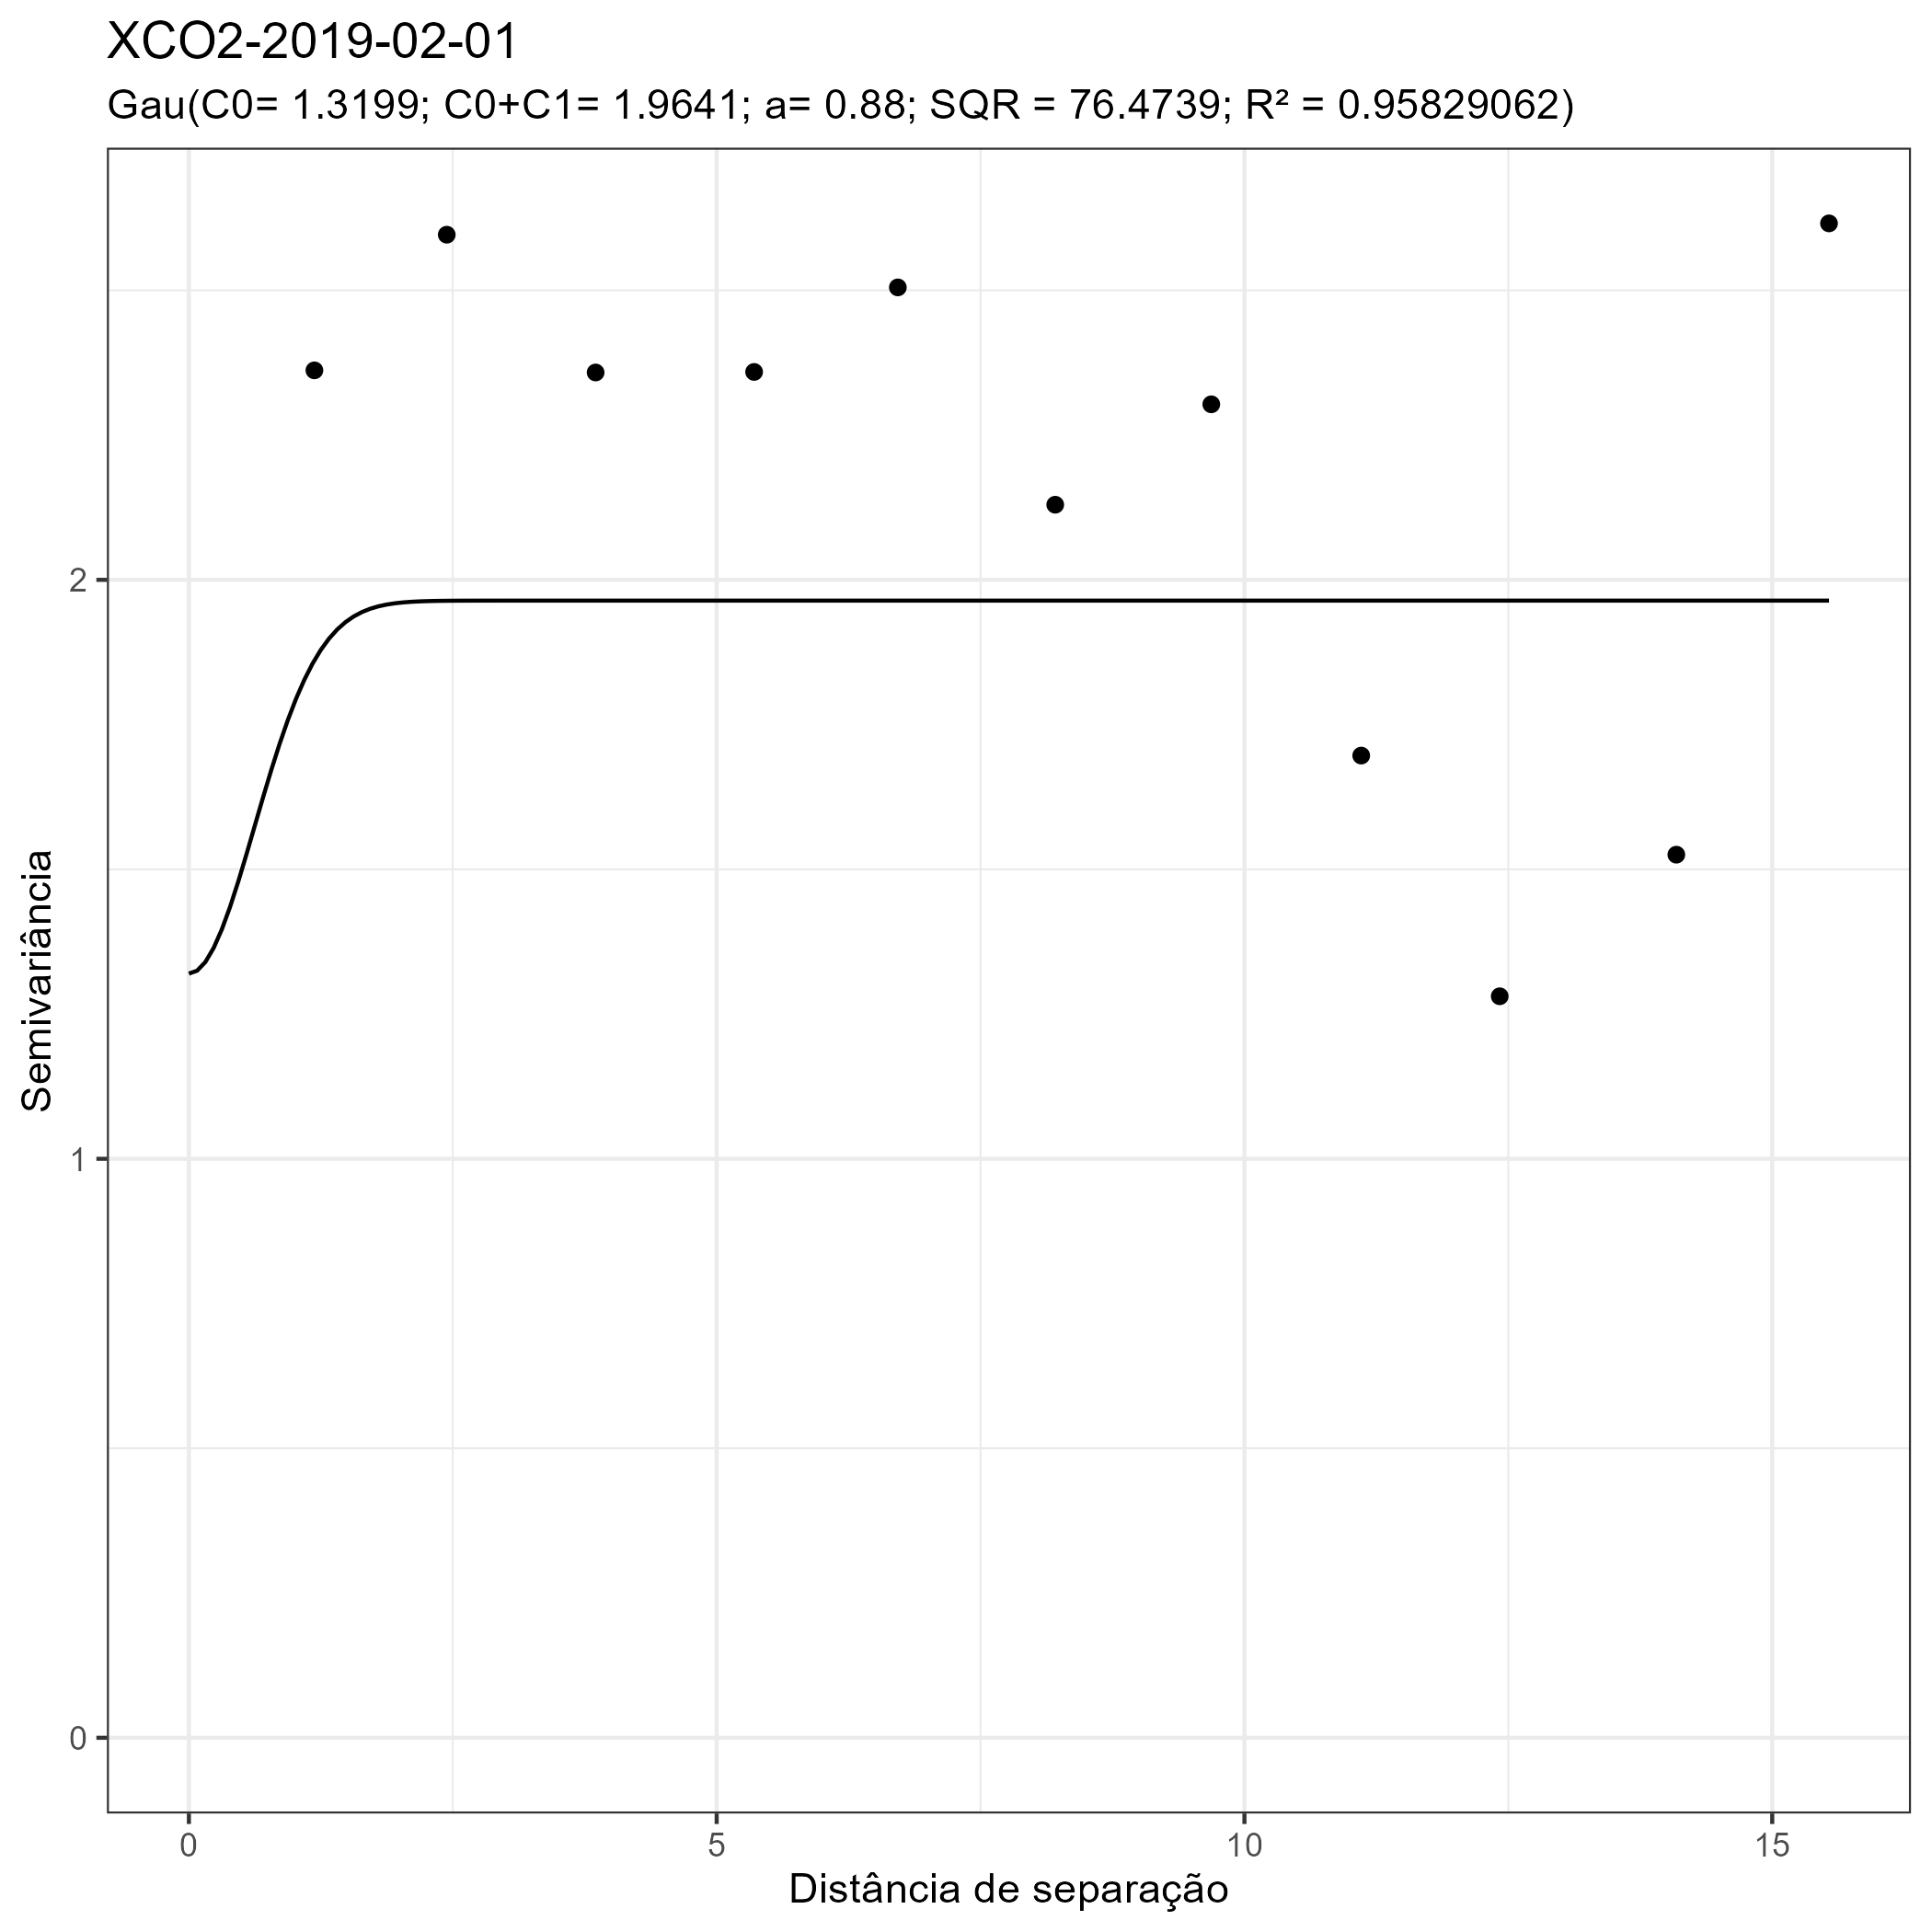 XCO2-2019-02-01
Gau(C0= 1.3199; C0+C1= 1.9641; a= 0.88; SQR = 76.4739; R² = 0.95829062)
Semivariância
2
1
0
0
5
10
15
Distância de separação